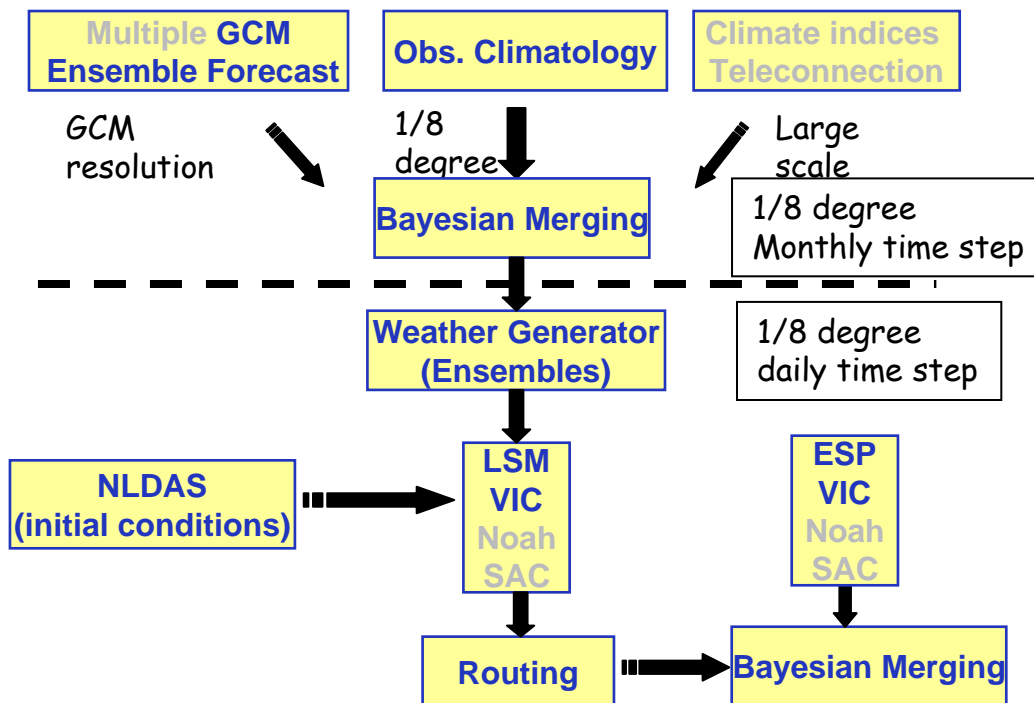 Multiple GCM
Ensemble Forecast
Obs. Climatology
Climate indices
Teleconnection
GCM
resolution
1/8
degree
Large
scale
Bayesian Merging
1/8 degree
Monthly time step
Weather Generator
(Ensembles)
1/8 degree
daily time step
NLDAS
(initial conditions)
LSM
VIC
Noah
SAC
ESP
VIC
Noah
SAC
Routing
Bayesian Merging